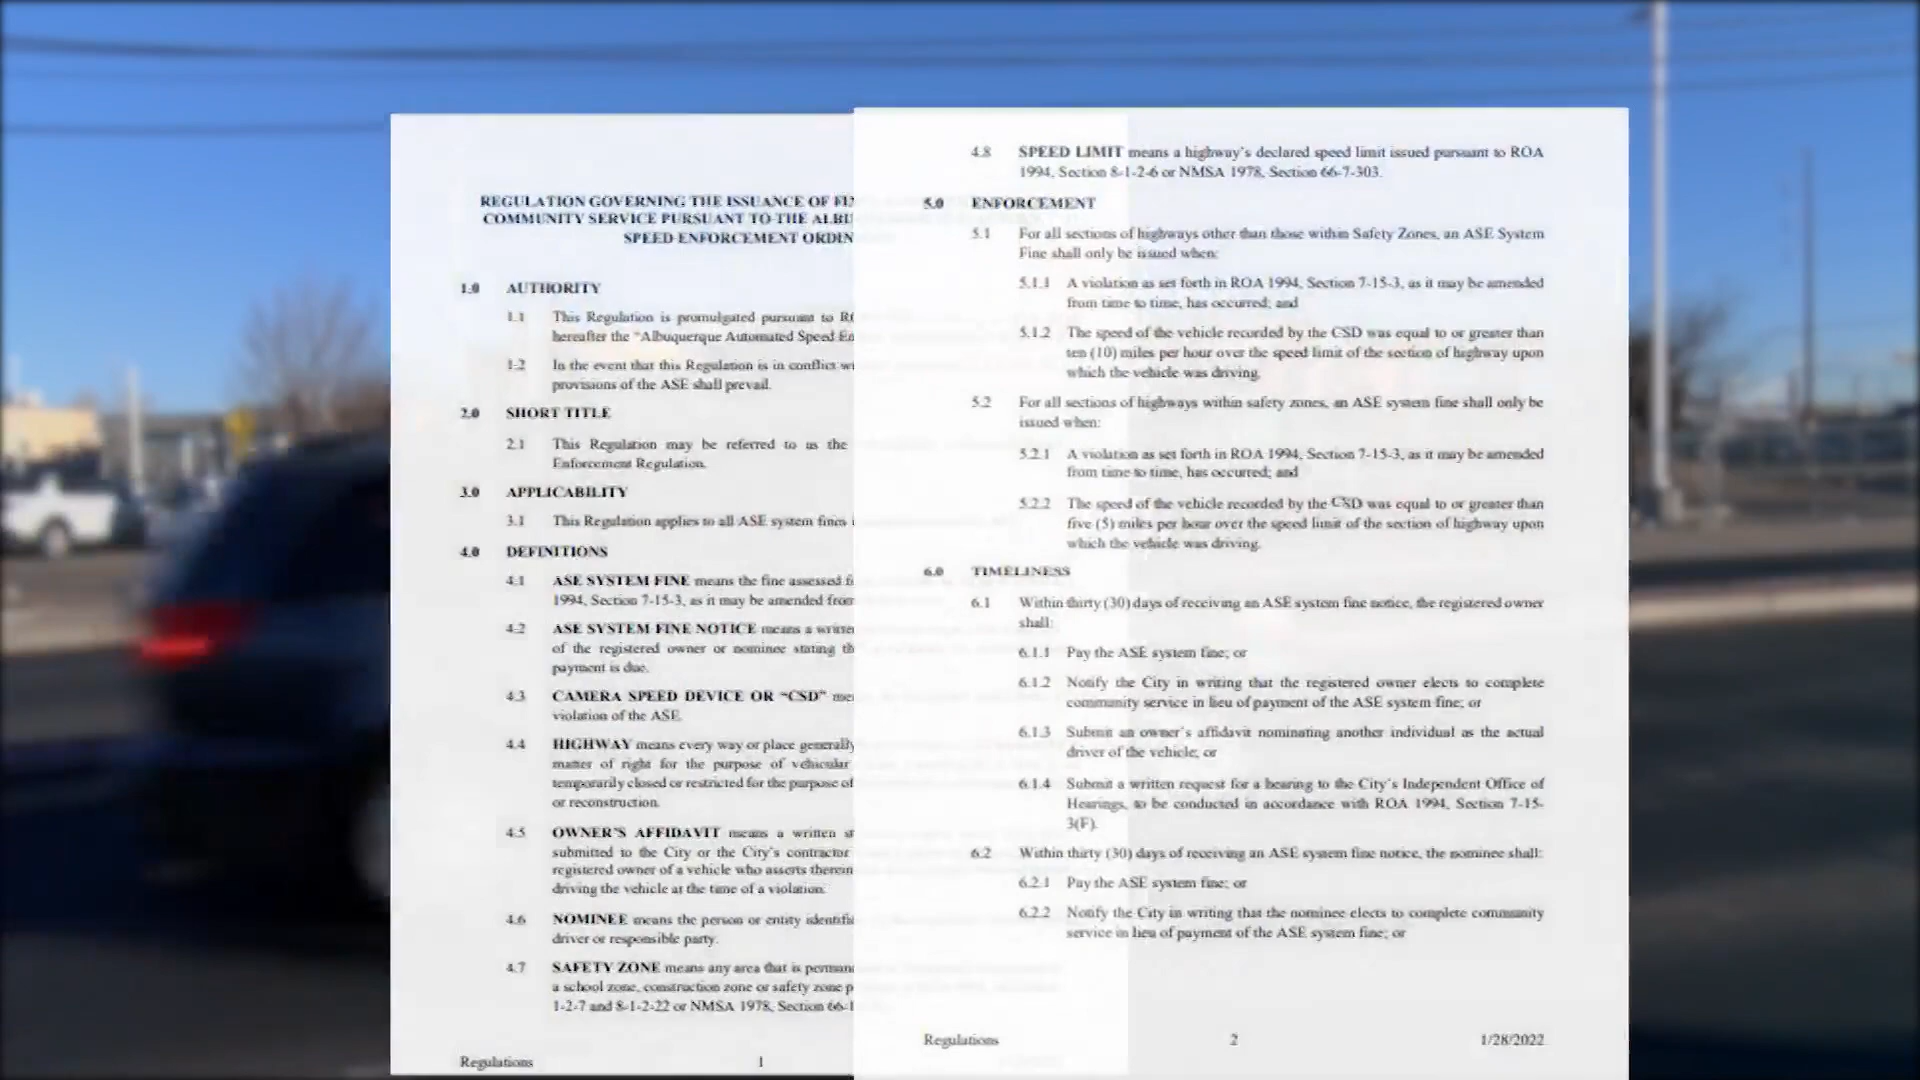 REGULATION GOVERNING THE ISSUANCE OF
COMMUNITY SERVICE PURSUANT TO THE
SPEED ENFORCEMENT
1.0 AUTHORITY
1.1 This Regulation is promulgated pursuant to
hereafter the “Albuquerque Automated Speed
1.2 In the event that this Regulation is in conflict
provisions of the ASE shall prevail.
2.0 SHORT TITLE
2.1 This Regulation may be referred to us the
Enforcement Regulation.
3.0 APPLICABILITY
3.1 This Regulation applies to all ASE system fines
4.0 DEFINITIONS
4.1 ASE SYSTEM FINE means the fine assessed
1994, Section 7-15-3, as it may be amended from
4.2 ASE SYSTEM FINE NOTICE means a
of the registered owner or nominee stating
payment is due.
4.3 CAMERA SPEED DEVICE OR “CSD”
violation of the ASE.
4.4 HIGHWAY means every way or place generally
matter of right for the purpose of vehicular
temporarily closed or restricted for the purpose of
or reconstruction.
4.5 OWNER’S AFFIDAVIT means a written
submitted to the City or the City’s contractor
registered owner of a vehicle who asserts
driving the vehicle at the time of a violation.
4.6 NOMINEE means the person or entity
driver or responsible party.
4.7 SAFETY ZONE means any area that is
a school zone, construction zone or safety zone
1-2-7 and 8-1-2-22 or NMSA 1978, Section
Regulations 1
4.8 SPEED LIMIT means a highway’s declared speed limit issued pursuant to ROA
1994, Section 8-1-2-6 or NMSA 1978, Section 66-7-303.
5.0 ENFORCEMENT
5.1 For all sections of highways other than those within Safety Zones, an ASE System
Fine shall only be issued when:
5.1.1 A violation as set forth in ROA 1994, Section 7-15-3, as it may be amended
from time to time, has occurred; and
5.1.2 The speed of the vehicle recorded by the CSD was equal to or greater than
ten (10) miles per hour over the speed limit of the section of highway upon
which the vehicle was driving.
5.2 For all sections of highways within safety zones, an ASE system fine shall only be
issued when:
5.2.1 A violation as set forth in ROA 1994, Section 7-15-3, as it may be amended
from time to time, has occurred; and
5.2.2 The speed of the vehicle recorded by the CSD was equal to or greater than
five (5) miles per hour over the speed limit of the section of highway upon
which the vehicle was driving.
6.0 TIMELINESS
6.1 Within thirty (30) days of receiving an ASE system fine notice, the registered owner
shall:
6.1.1 Pay the ASE system fine; or
6.1.2 Notify the City in writing that the registered owner elects to complete
community service in lieu of payment of the ASE system fine; or
6.1.3 Submit an owner’s affidavit nominating another individual as the actual
driver of the vehicle; or
6.1.4 Submit a written request for a hearing to the City’s Independent Office of
Hearings, to be conducted in accordance with ROA 1994, Section 7-15-
3(F).
6.2 Within thirty (30) days of receiving an ASE system fine notice, the nominee shall:
6.2.1 Pay the ASE system fine; or
6.2.2 Notify the City in writing that the nominee elects to complete community
service in lieu of payment of the ASE system fine; or
Regulations 2 1/28/2022